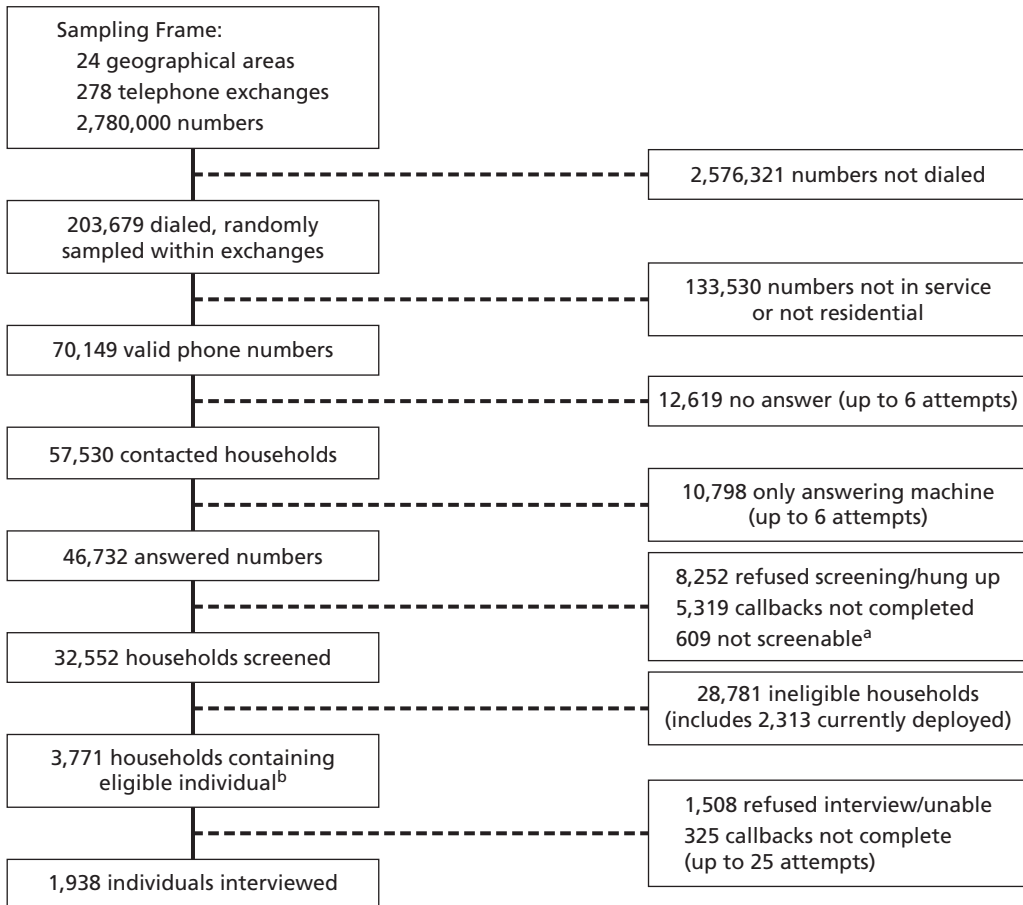 Sampling Frame:
24 geographical areas
278 telephone exchanges
2,780,000 numbers
2,576,321 numbers not dialed
203,679 dialed, randomly
sampled within exchanges
133,530 numbers not in service
or not residential
70,149 valid phone numbers
12,619 no answer (up to 6 attempts)
57,530 contacted households
10,798 only answering machine
(up to 6 attempts)
46,732 answered numbers
8,252 refused screening/hung up
5,319 callbacks not completed
609 not screenableᵃ
32,552 households screened
28,781 ineligible households
(includes 2,313 currently deployed)
3,771 households containing
eligible individualᵇ
1,508 refused interview/unable
325 callbacks not complete
(up to 25 attempts)
1,938 individuals interviewed